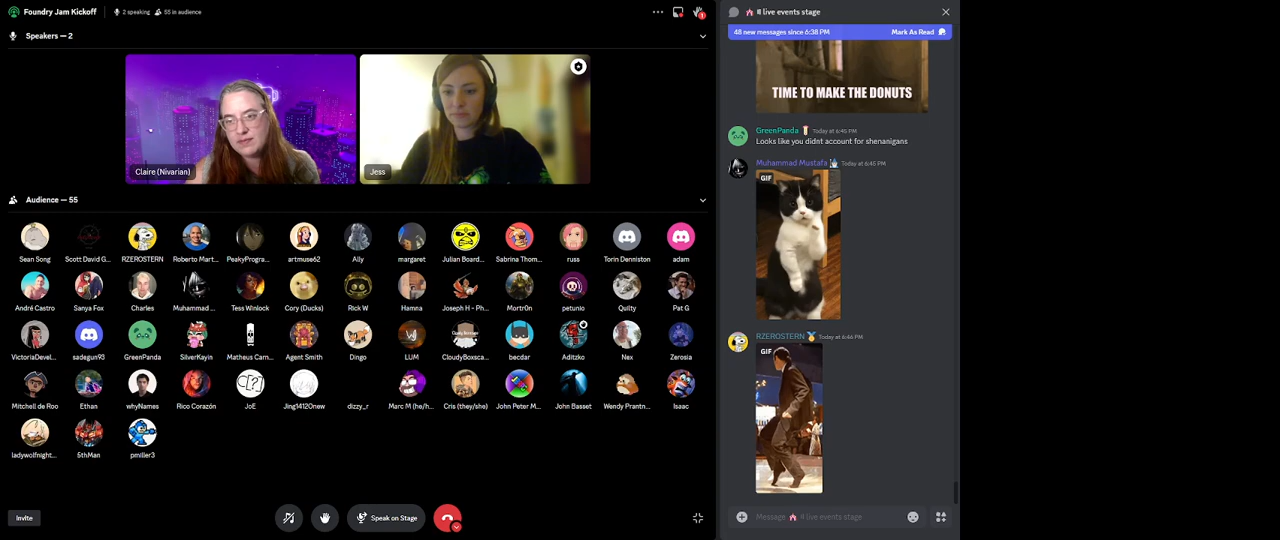 Foundry Jam Kickoff
2 speaking
55 in audience
1
Speakers — 2
Claire (Nivarian)
Jess
Audience — 55
Sean Song
Scott David G...
RZEROSTERN
Roberto Mart...
PeakyProgra...
artmuse62
Ally
margaret
Julian Board...
Sabrina Thom...
russ
Torin Denniston
adam
André Castro
Sanya Fox
Charles
Muhammad ...
Tess Winlock
Cory (Ducks)
Rick W
Hamna
Joseph H - Ph...
Mortr0n
petunio
Quilty
Pat G
VictoriaDevel...
sadegun93
GreenPanda
SilverKayin
Matheus Carn...
Agent Smith
Dingo
LUM
CloudyBoxsca...
becdar
Aditzko
Nex
Zerosia
Mitchell de Roo
Ethan
whyNames
Rico Corazón
JoE
Jing1412Onew
dizzy_r
Marc M (he/h...
Cris (they/she)
John Peter M...
John Basset
Wendy Prantn...
Isaac
ladywolfnight...
5thMan
pmiller3
Invite
Speak on Stage
live events stage
48 new messages since 6:38 PM
Mark As Read
TIME TO MAKE THE DONUTS
GreenPanda Today at 6:45 PM
Looks like you didnt account for shenanigans
Muhammad Mustafa Today at 6:45 PM
GIF
RZEROSTERN Today at 6:46 PM
GIF
Message live events stage